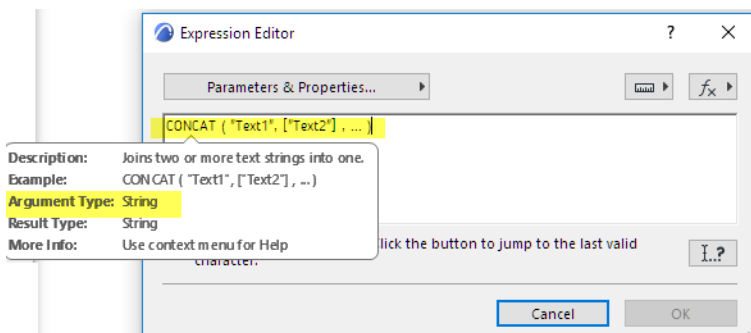 Expression Editor
?
Parameters & Properties...
fx
CONCAT ( "Text1", ["Text2"] , ... )
Description: Joins two or more text strings into one.
Example: CONCAT ( "Text1", ["Text2"] , ... )
Argument Type: String
Result Type: String
More Info: Use context menu for Help
lick the button to jump to the last valid
character.
I..?
Cancel
OK